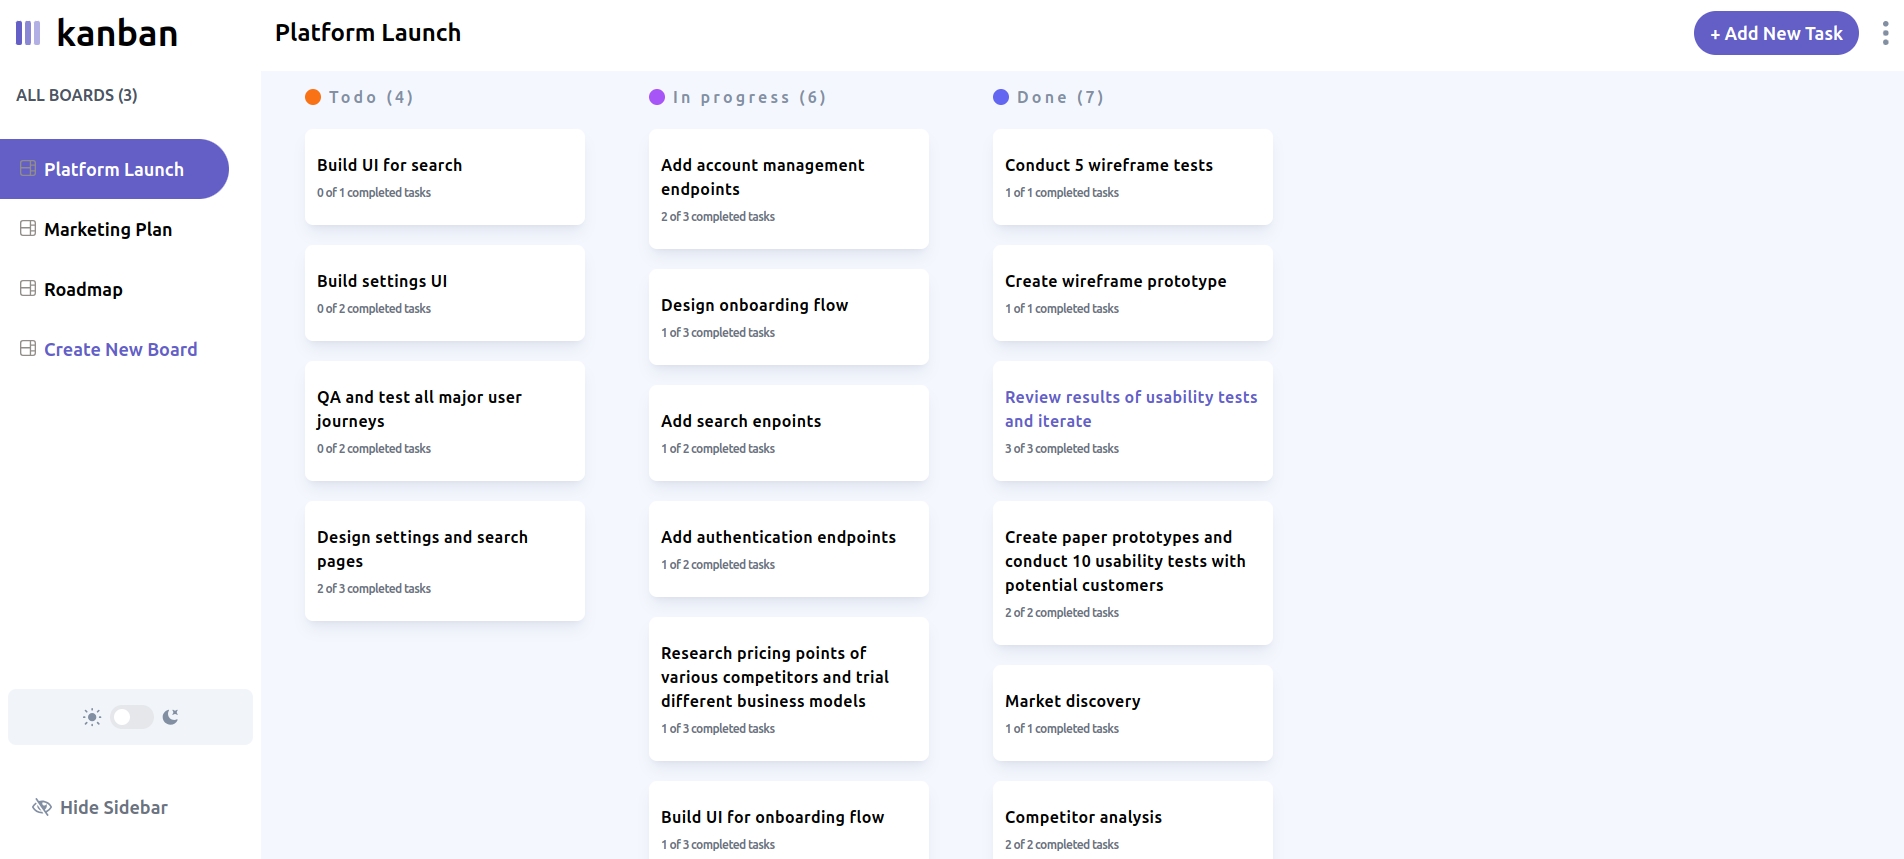 kanban
Platform Launch
+ Add New Task
ALL BOARDS (3)
Platform Launch
Marketing Plan
Roadmap
Create New Board
Hide Sidebar
Todo (4)
Build UI for search
0 of 1 completed tasks
Build settings UI
0 of 2 completed tasks
QA and test all major user
journeys
0 of 2 completed tasks
Design settings and search
pages
2 of 3 completed tasks
In progress (6)
Add account management
endpoints
2 of 3 completed tasks
Design onboarding flow
1 of 3 completed tasks
Add search enpoints
1 of 2 completed tasks
Add authentication endpoints
1 of 2 completed tasks
Research pricing points of
various competitors and trial
different business models
1 of 3 completed tasks
Build UI for onboarding flow
1 of 3 completed tasks
Done (7)
Conduct 5 wireframe tests
1 of 1 completed tasks
Create wireframe prototype
1 of 1 completed tasks
Review results of usability tests
and iterate
3 of 3 completed tasks
Create paper prototypes and
conduct 10 usability tests with
potential customers
2 of 2 completed tasks
Market discovery
1 of 1 completed tasks
Competitor analysis
2 of 2 completed tasks